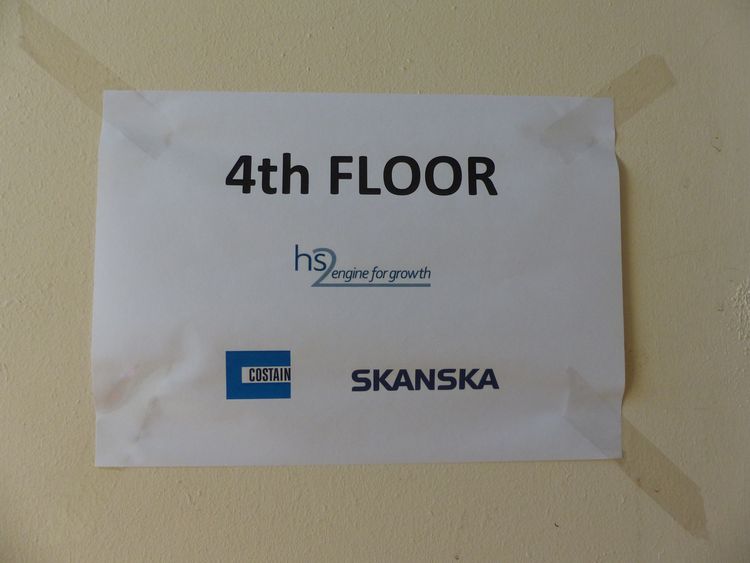 4th FLOOR
hs2 engine for growth
COSTAIN
SKANSKA